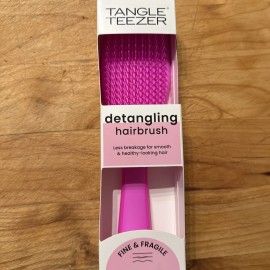 TANGLE
TEEZER
detangling
hairbrush
Less breakage for smooth
& healthy-looking hair
FINE & FRAGILE